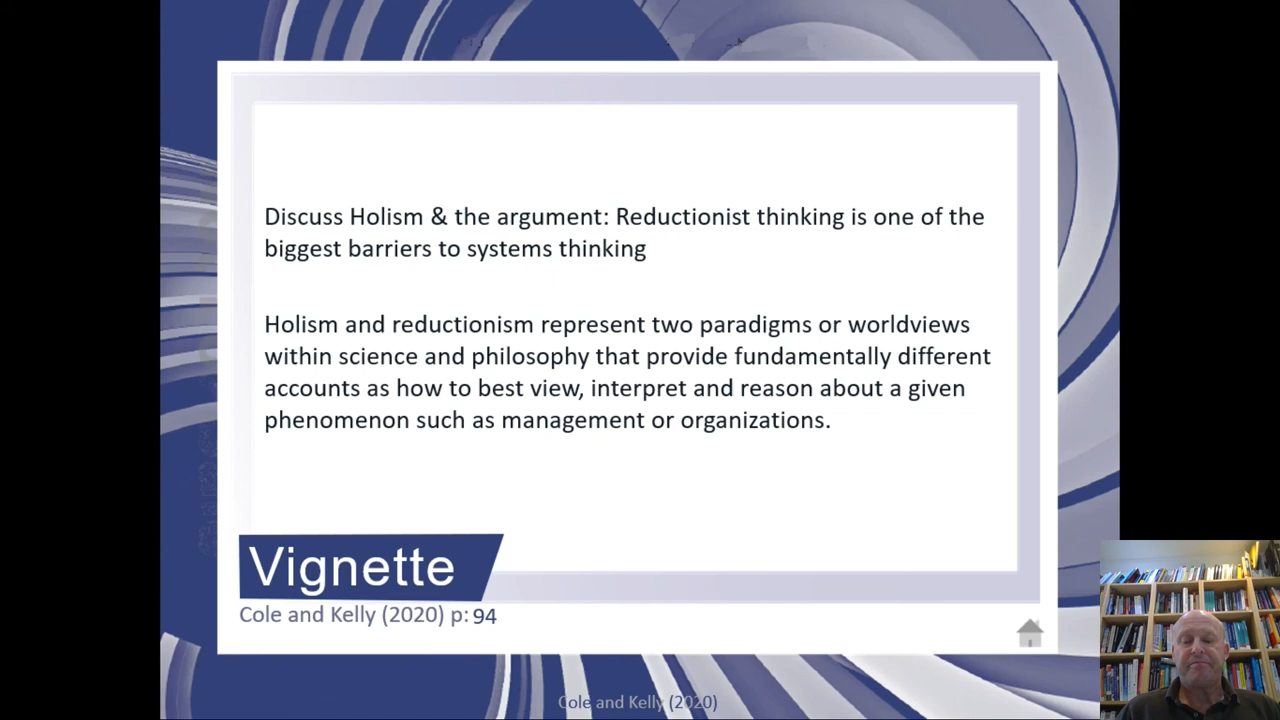 Discuss Holism & the argument: Reductionist thinking is one of the
biggest barriers to systems thinking
Holism and reductionism represent two paradigms or worldviews
within science and philosophy that provide fundamentally different
accounts as how to best view, interpret and reason about a given
phenomenon such as management or organizations.
Vignette
Cole and Kelly (2020) p: 94
Cole and Kelly (2020)